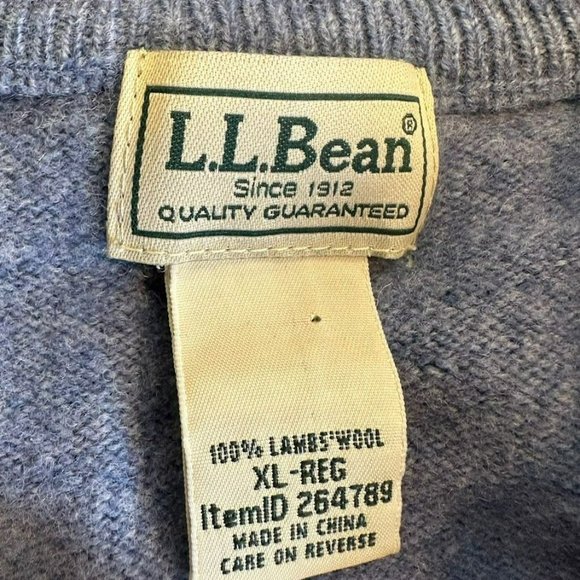 L.L.Bean®
Since 1912
QUALITY GUARANTEED
100% LAMBS' WOOL
XL-REG
ItemID 264789
MADE IN CHINA
CARE ON REVERSE